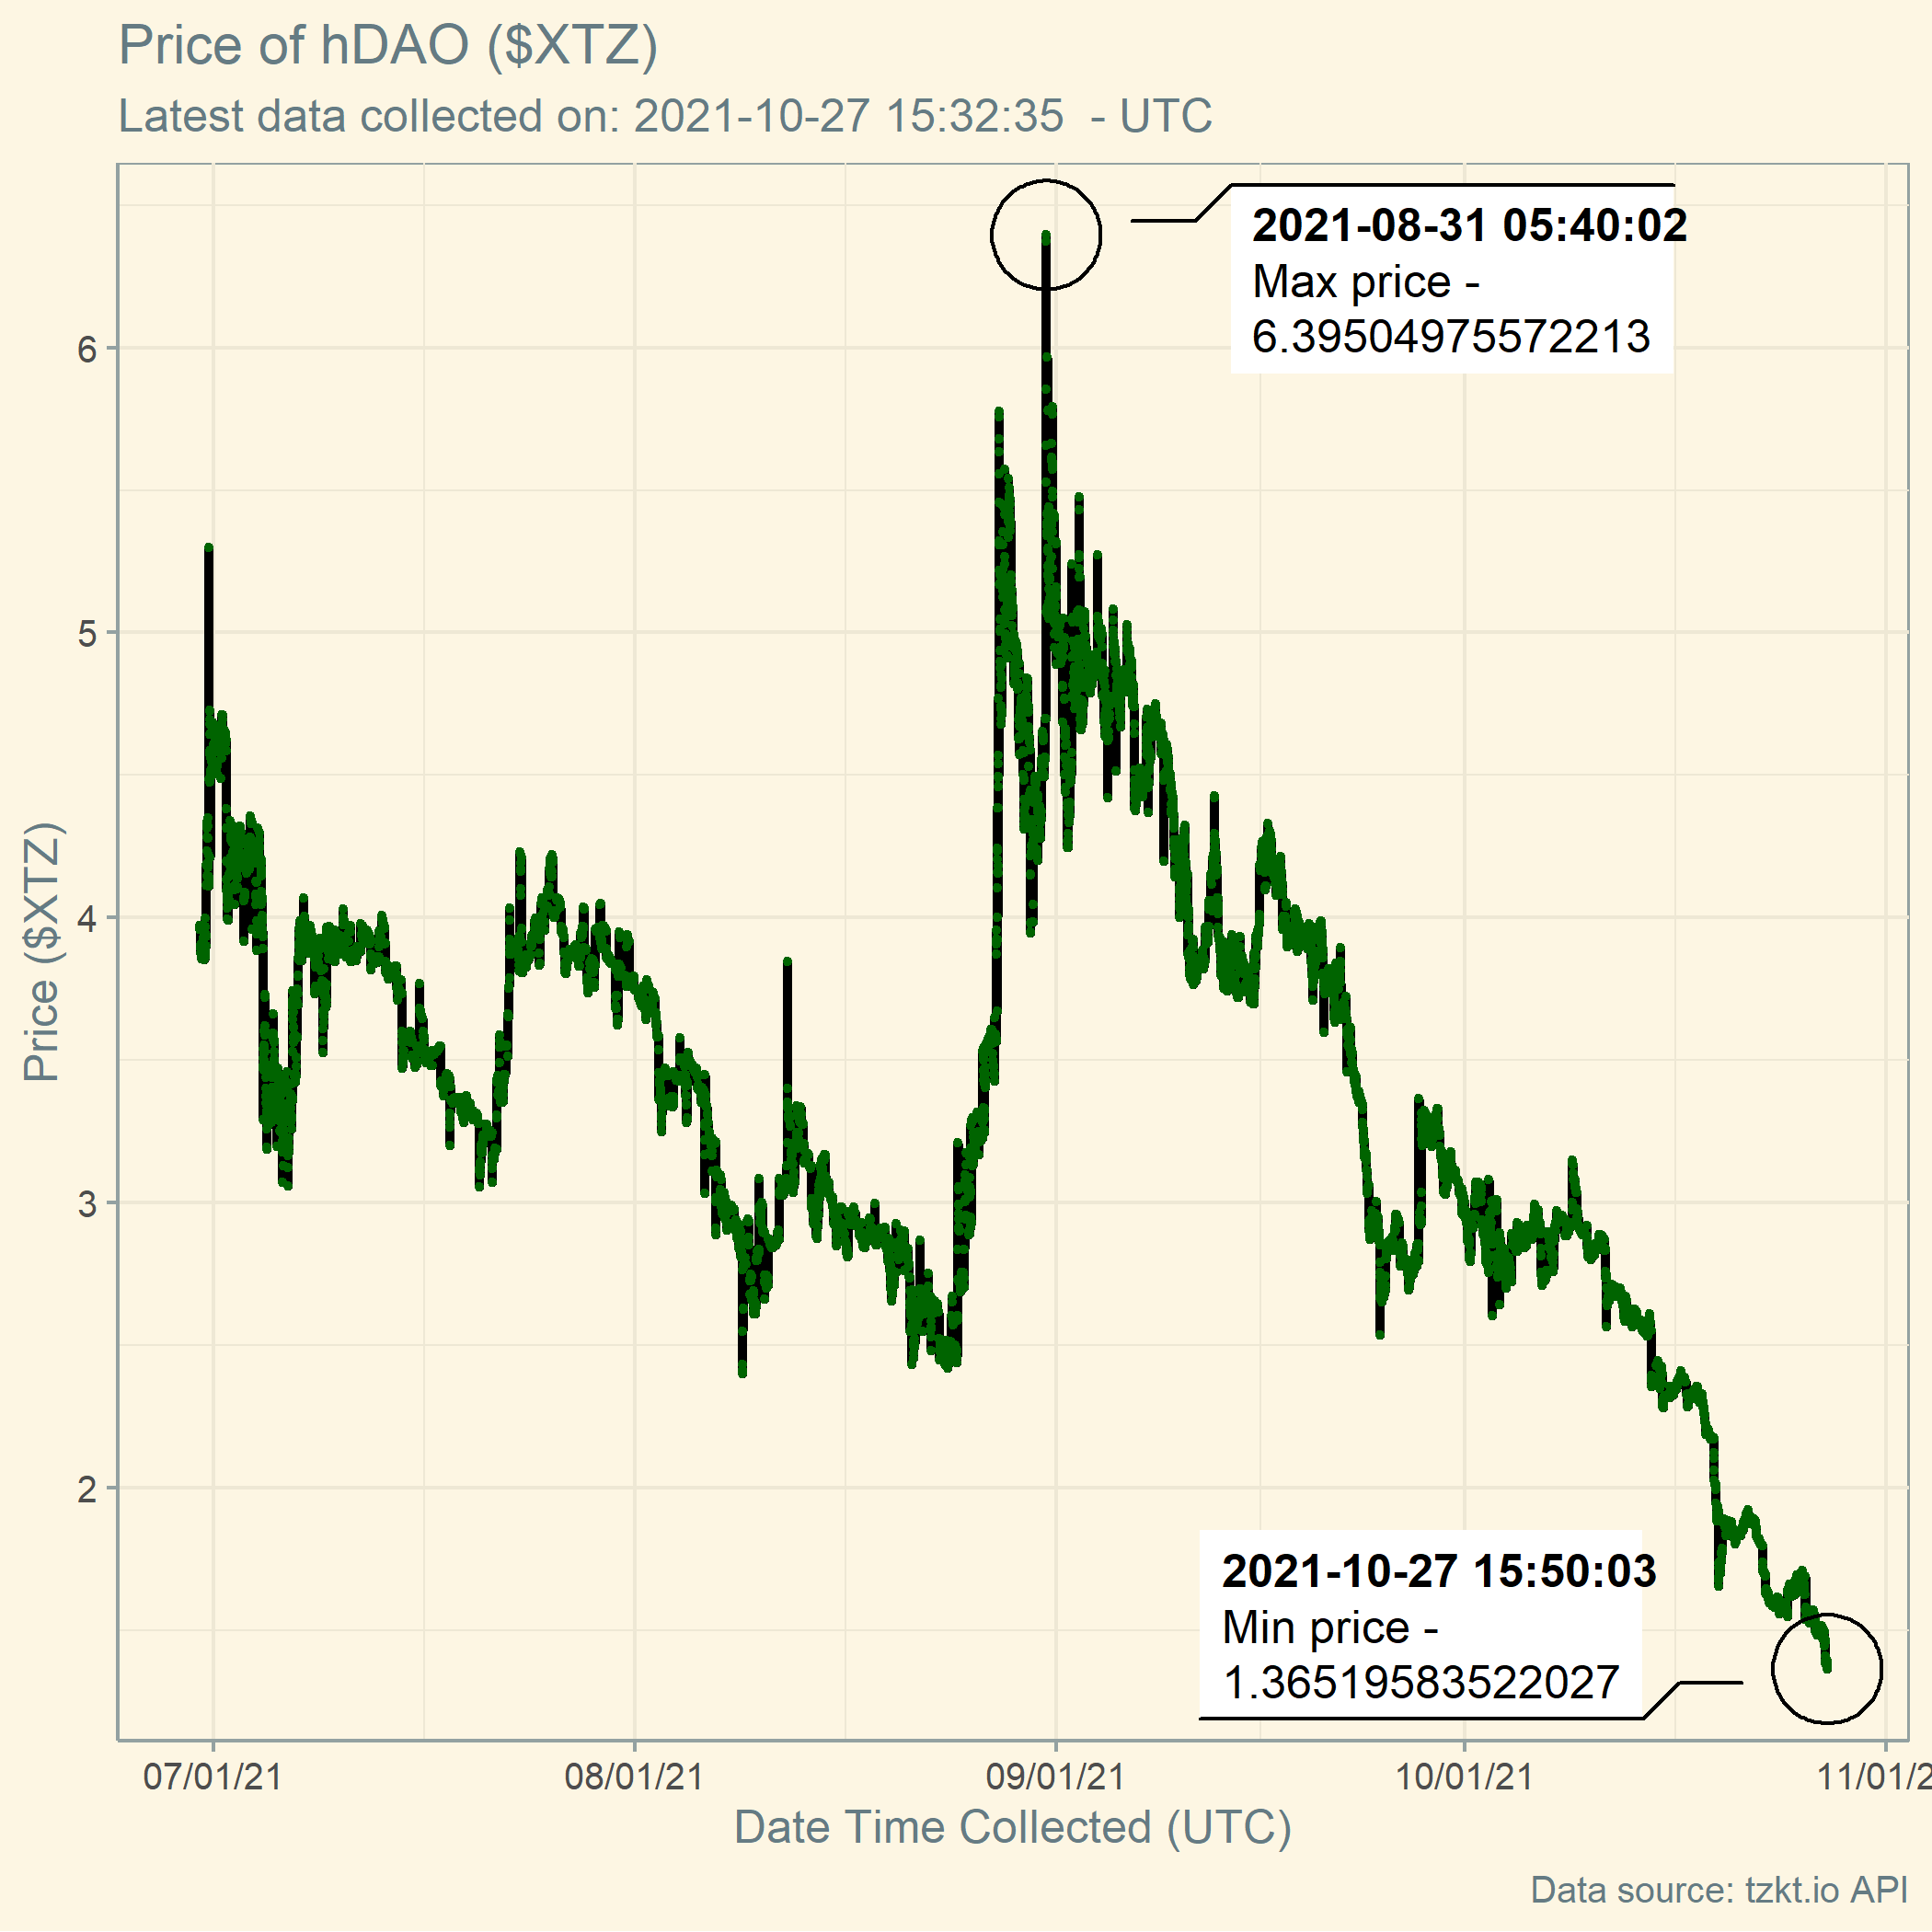 Price of hDAO ($XTZ)
Latest data collected on: 2021-10-27 15:32:35  - UTC
2021-08-31 05:40:02
Max price -
6.39504975572213
6
5
4
3
2
Price ($XTZ)
2021-10-27 15:50:03
Min price -
1.36519583522027
07/01/21 08/01/21 09/01/21 10/01/21 11/01/2
Date Time Collected (UTC)
Data source: tzkt.io API